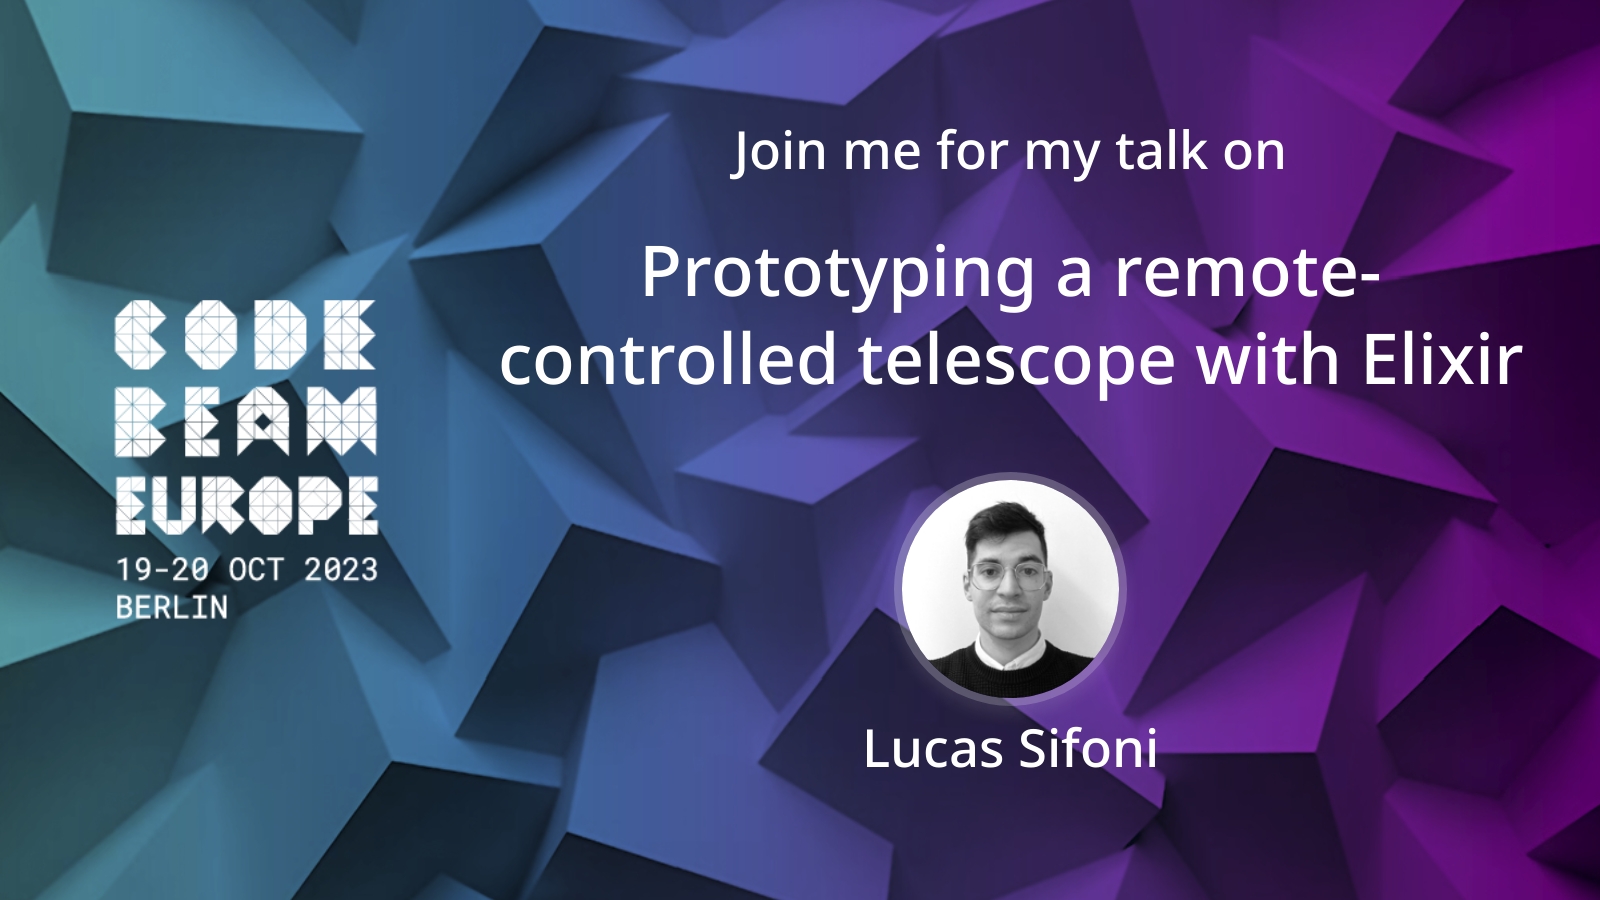 Join me for my talk on
Prototyping a remote-
controlled telescope with Elixir
CODE
BEAM
EUROPE
19-20 OCT 2023
BERLIN
Lucas Sifoni